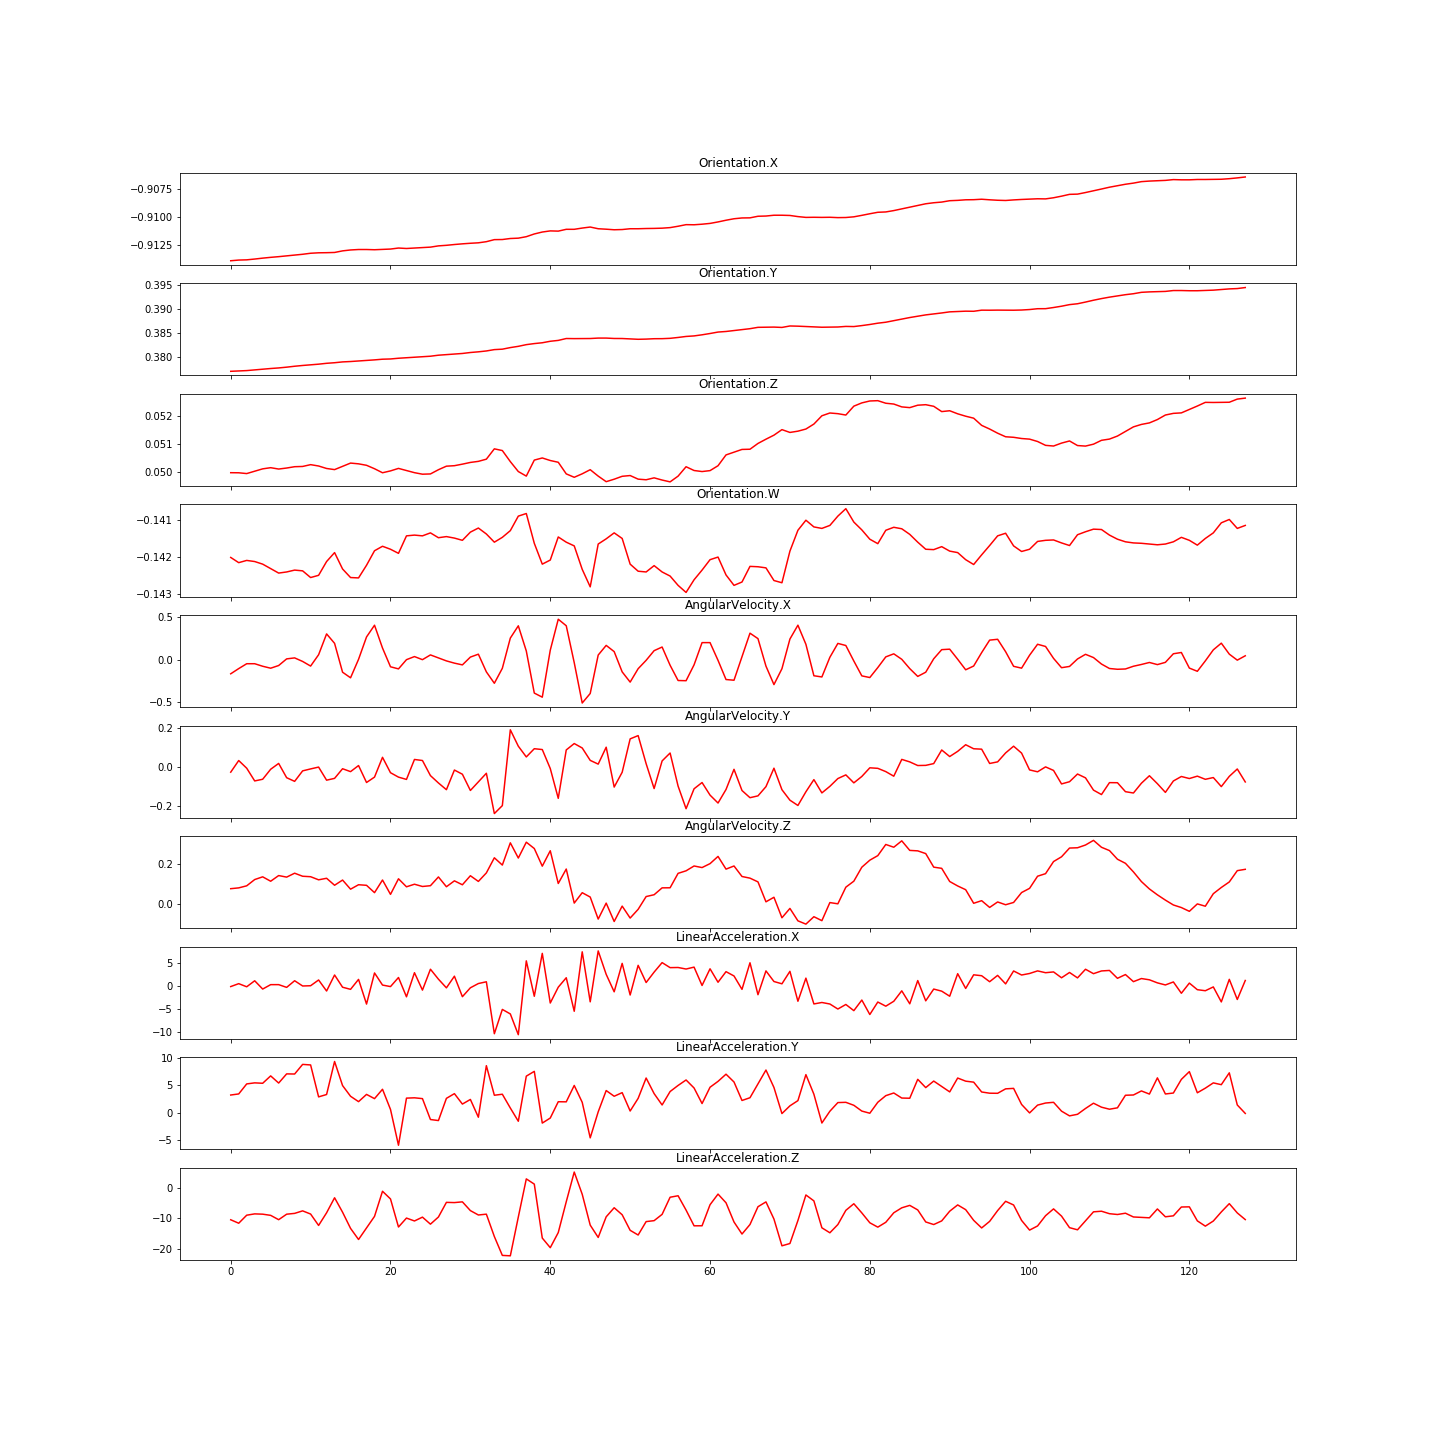 Orientation.X
−0.9075
−0.9100
−0.9125
Orientation.Y
0.395
0.390
0.385
0.380
Orientation.Z
0.052
0.051
0.050
Orientation.W
−0.141
−0.142
−0.143
AngularVelocity.X
0.5
0.0
−0.5
AngularVelocity.Y
0.2
0.0
−0.2
AngularVelocity.Z
0.2
0.0
LinearAcceleration.X
5
0
−5
−10
LinearAcceleration.Y
10
5
0
−5
LinearAcceleration.Z
0
−10
−20
0 20 40 60 80 100 120